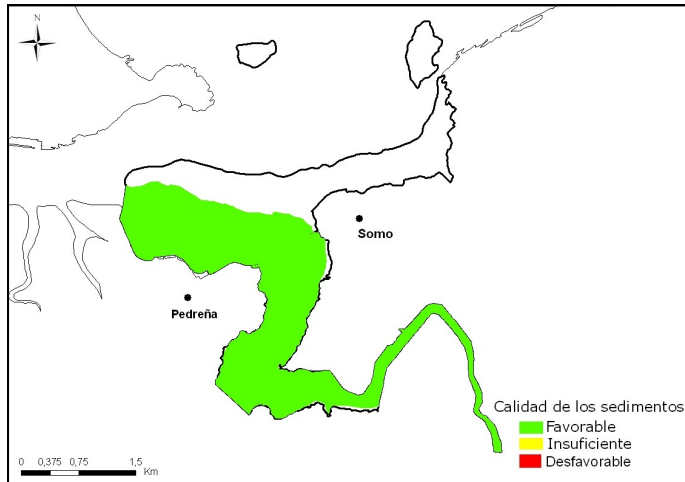 N
Somo
Pedreña
Calidad de los sedimentos
Favorable
Insuficiente
Desfavorable
0 0,375 0,75 1,5
Km